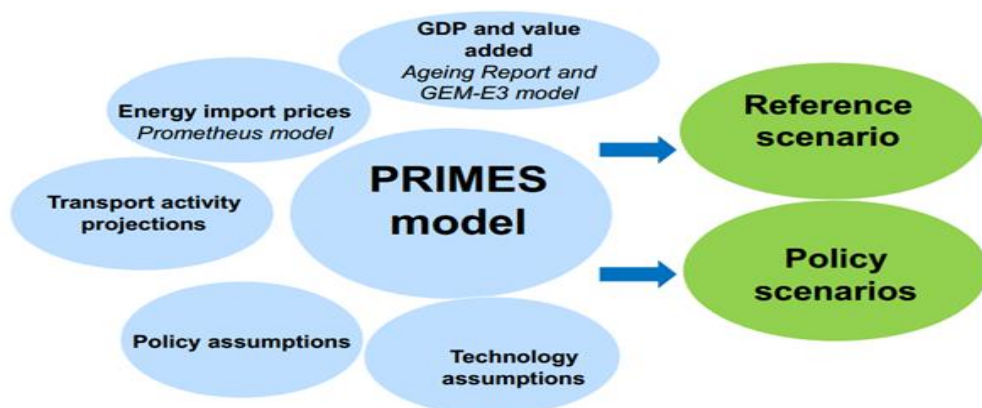 GDP and value
added
Ageing Report and
GEM-E3 model
Energy import prices
Prometheus model
Transport activity
projections
PRIMES
model
Policy assumptions
Technology
assumptions
Reference
scenario
Policy
scenarios